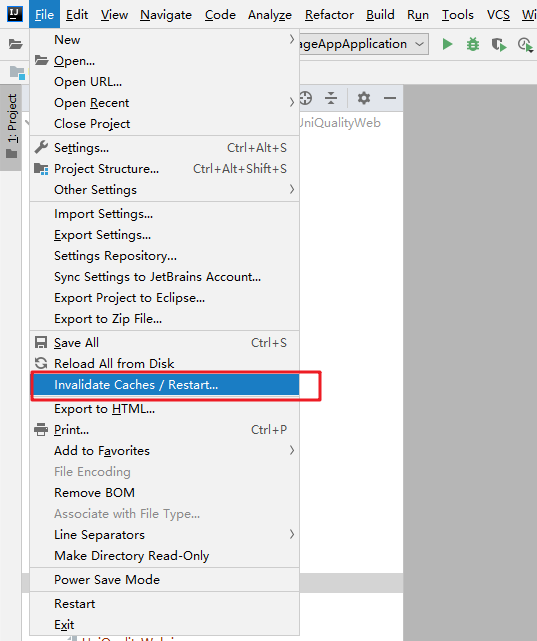 IJ File Edit View Navigate Code Analyze Refactor Build Run Tools VCS
New
ageAppApplication
Open...
Open URL...
Open Recent
Close Project
1: Project
UniQualityWeb
Settings... Ctrl+Alt+S
Project Structure... Ctrl+Alt+Shift+S
Other Settings
Import Settings...
Export Settings...
Settings Repository...
Sync Settings to JetBrains Account...
Export Project to Eclipse...
Export to Zip File...
Save All Ctrl+S
Reload All from Disk
Invalidate Caches / Restart...
Export to HTML...
Print... Ctrl+P
Add to Favorites
File Encoding
Remove BOM
Associate with File Type...
Line Separators
Make Directory Read-Only
Power Save Mode
Restart
Exit